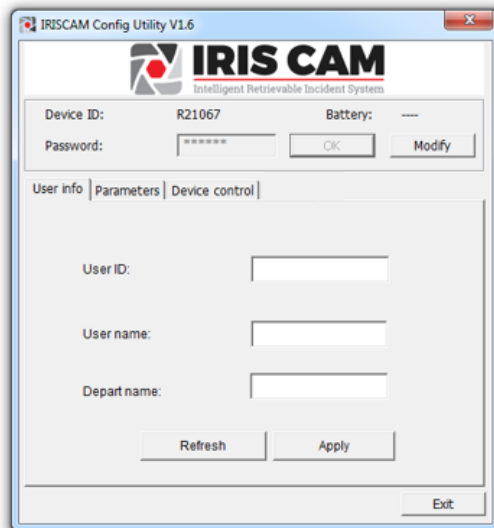 IRISCAM Config Utility V1.6
IRIS CAM
Intelligent Retrievable Incident System
Device ID: R21067 Battery: ----
Password: ****** OK Modify
User info Parameters Device control
User ID:
User name:
Depart name:
Refresh Apply
Exit